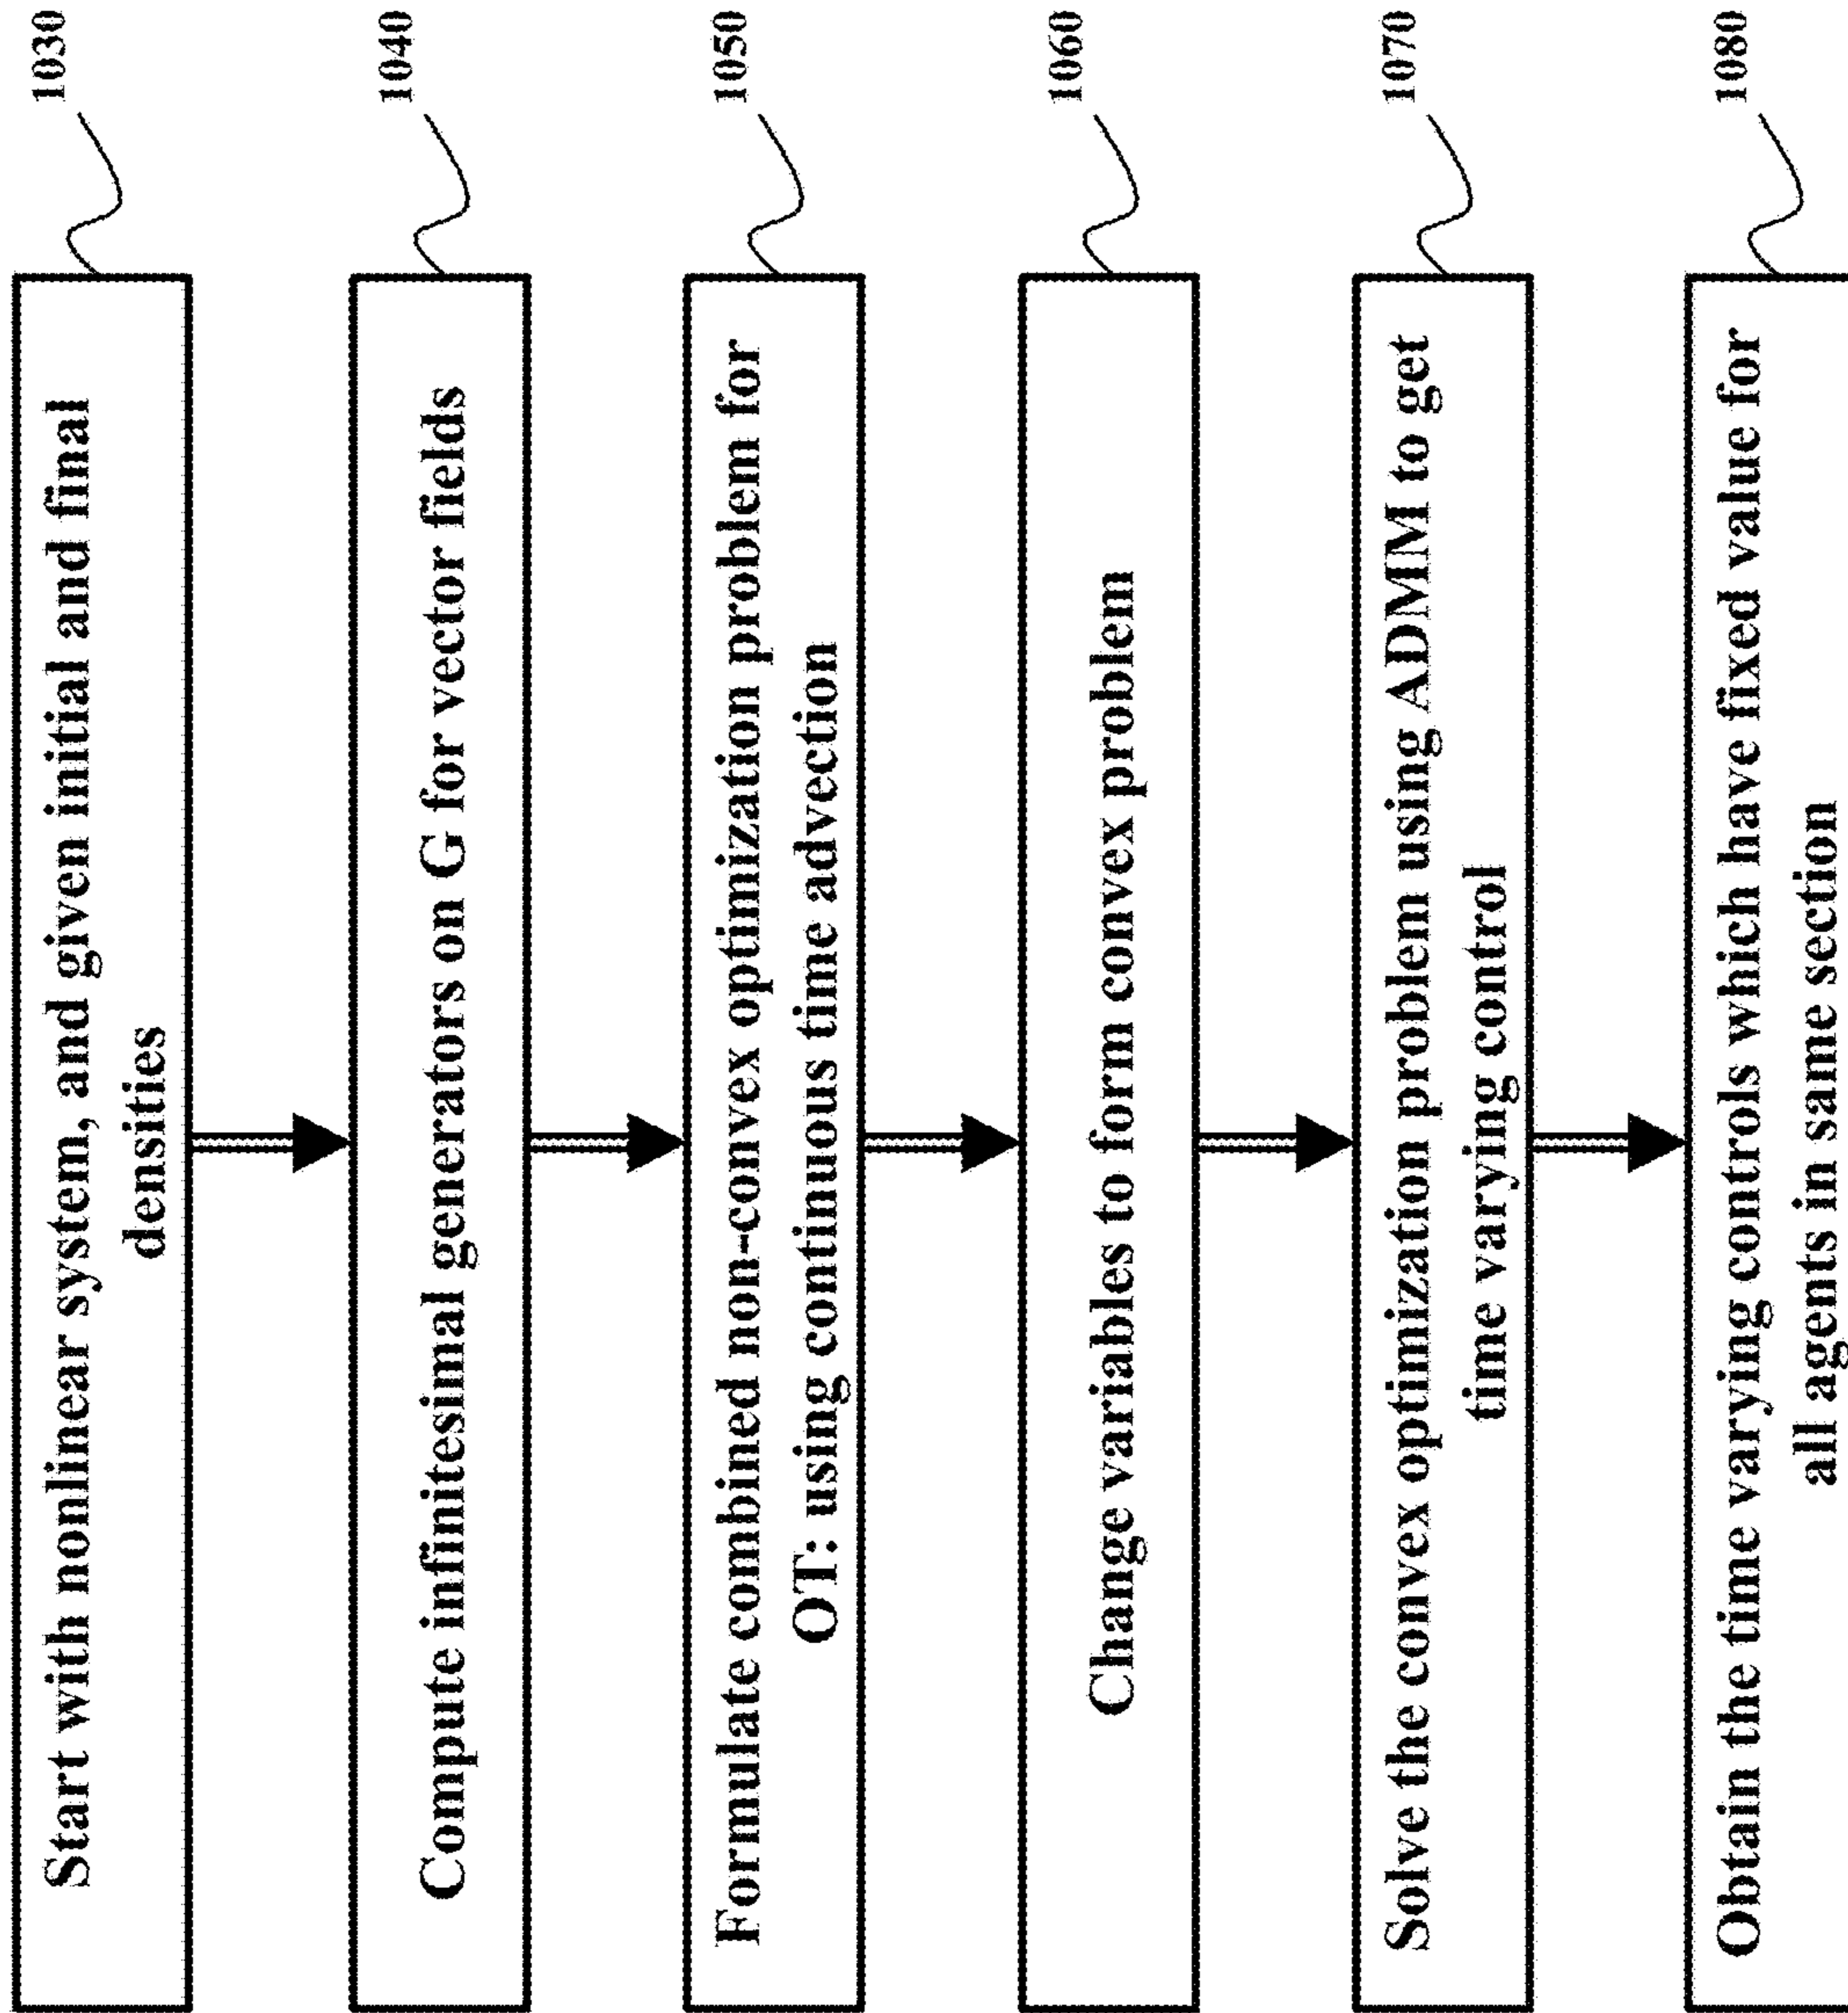 1030
Start with nonlinear system, and given initial and final
densities
1040
Compute infinitesimal generators on G for vector fields
1050
Formulate combined non-convex optimization problem for
OT: using continuous time advection
1060
Change variables to form convex problem
1070
Solve the convex optimization problem using ADMM to get
time varying control
1080
Obtain the time varying controls which have fixed value for
all agents in same section